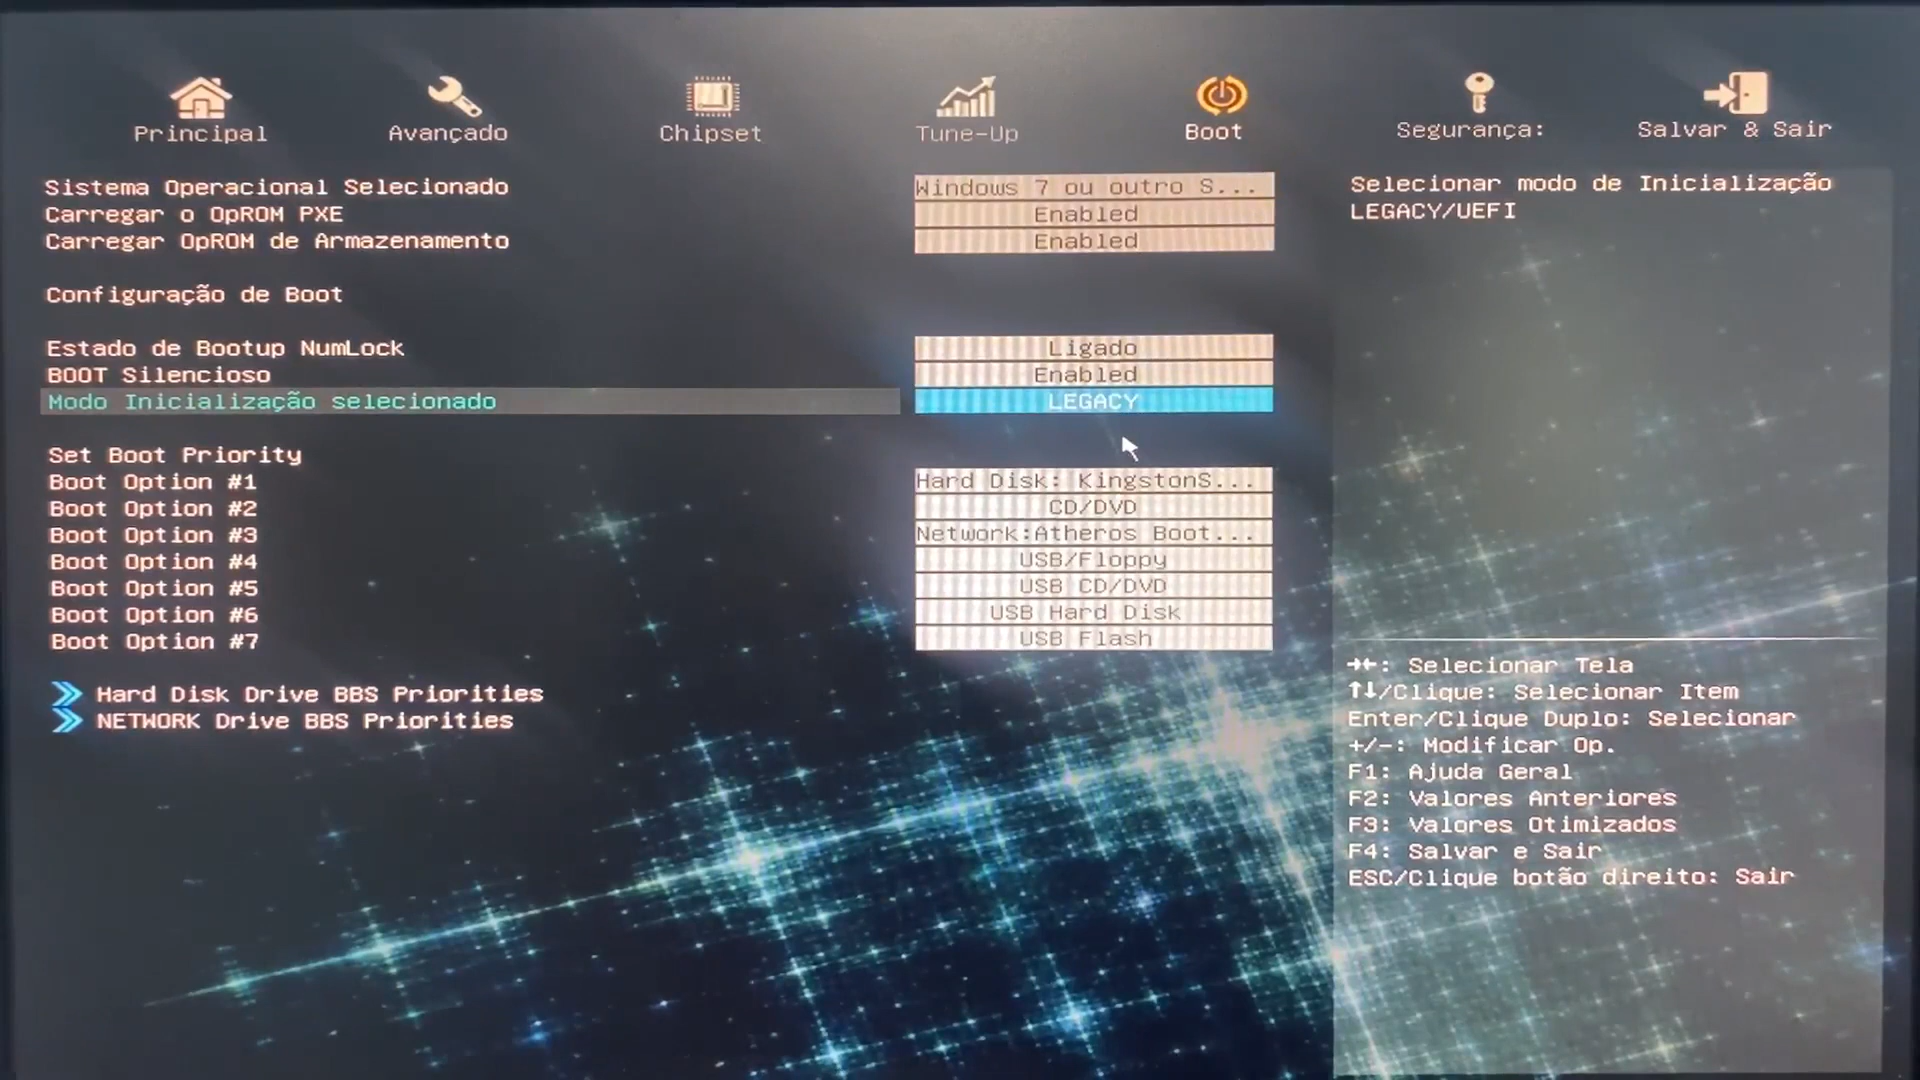 Principal
Avançado
Chipset
Tune-Up
Boot
Segurança:
Salvar & Sair
Sistema Operacional Selecionado
Windows 7 ou outro S...
Carregar o OpROM PXE
Enabled
Carregar OpROM de Armazenamento
Enabled
Configuração de Boot
Estado de Bootup NumLock
Ligado
BOOT Silencioso
Enabled
Modo Inicialização selecionado
LEGACY
Set Boot Priority
Boot Option #1
Hard Disk: KingstonS...
Boot Option #2
CD/DVD
Boot Option #3
Network:Atheros Boot...
Boot Option #4
USB/Floppy
Boot Option #5
USB CD/DVD
Boot Option #6
USB Hard Disk
Boot Option #7
USB Flash
Hard Disk Drive BBS Priorities
NETWORK Drive BBS Priorities
Selecionar modo de Inicialização
LEGACY/UEFI
→←: Selecionar Tela
↑↓/Clique: Selecionar Item
Enter/Clique Duplo: Selecionar
+/-: Modificar Op.
F1: Ajuda Geral
F2: Valores Anteriores
F3: Valores Otimizados
F4: Salvar e Sair
ESC/Clique botão direito: Sair